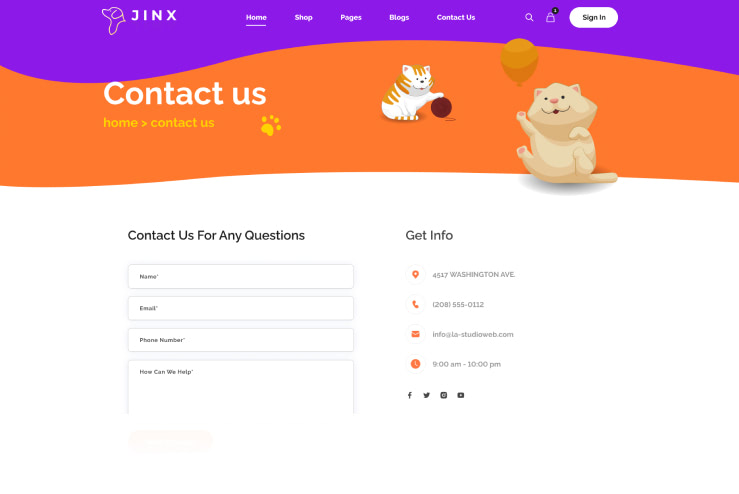 JINX
Home Shop Pages Blogs Contact Us Sign In
Contact us
home > contact us
Contact Us For Any Questions
Name*
Email*
Phone Number*
How Can We Help*
Get Info
4517 WASHINGTON AVE.
(208) 555-0112
info@la-studioweb.com
9:00 am - 10:00 pm